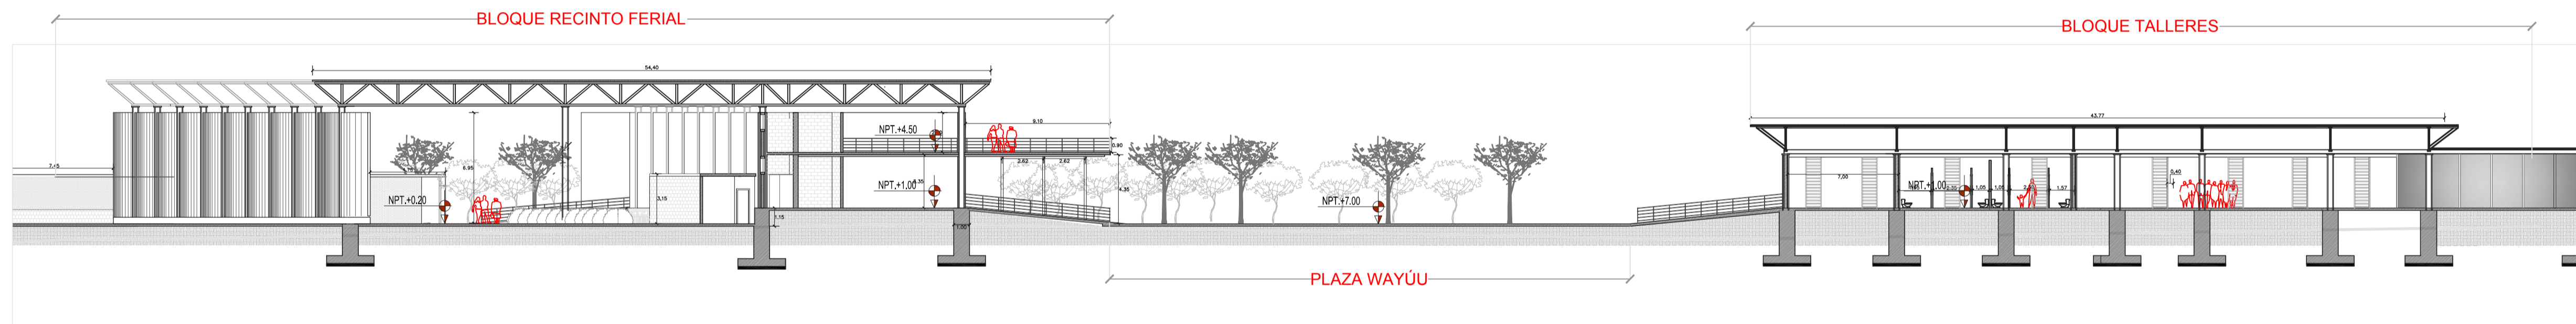 BLOQUE RECINTO FERIAL
BLOQUE TALLERES
54,40
43,77
9,10
NPT.+4.50
0,90
7,45
6,95
2,62
2,62
7,00
NPT.+1.00
4,35
NPT.+1.00
1,05
1,05
1,57
0,40
NPT.+0.20
3,15
NPT.+7.00
1,15
1.00
PLAZA WAYÚU